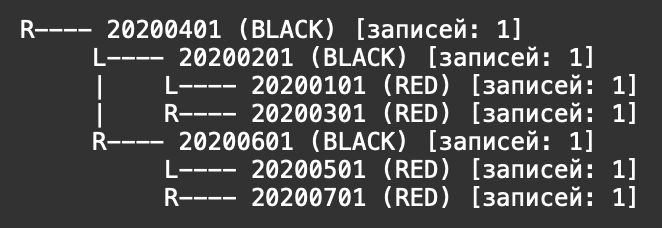 R---- 20200401 (BLACK) [записей: 1]
L---- 20200201 (BLACK) [записей: 1]
| L---- 20200101 (RED) [записей: 1]
| R---- 20200301 (RED) [записей: 1]
R---- 20200601 (BLACK) [записей: 1]
L---- 20200501 (RED) [записей: 1]
R---- 20200701 (RED) [записей: 1]